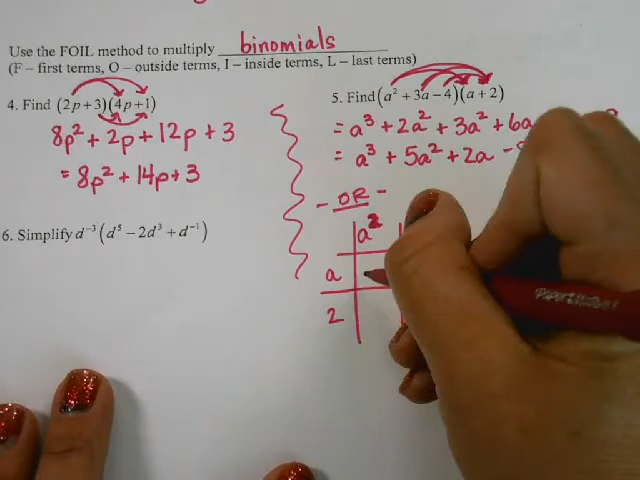 Use the FOIL method to multiply – binomials
(F – first terms, O – outside terms, I – inside terms, L – last terms)
4. Find (2p+3)(4p+1)
8p² + 2p + 12p + 3
= 8p² + 14p + 3
5. Find (a² + 3a – 4)(a + 2)
= a³ + 2a² + 3a² + 6a
= a³ + 5a² + 2a –
- OR -
a²
a
2
6. Simplify d⁻³(d⁵ – 2d³ + d⁻¹)